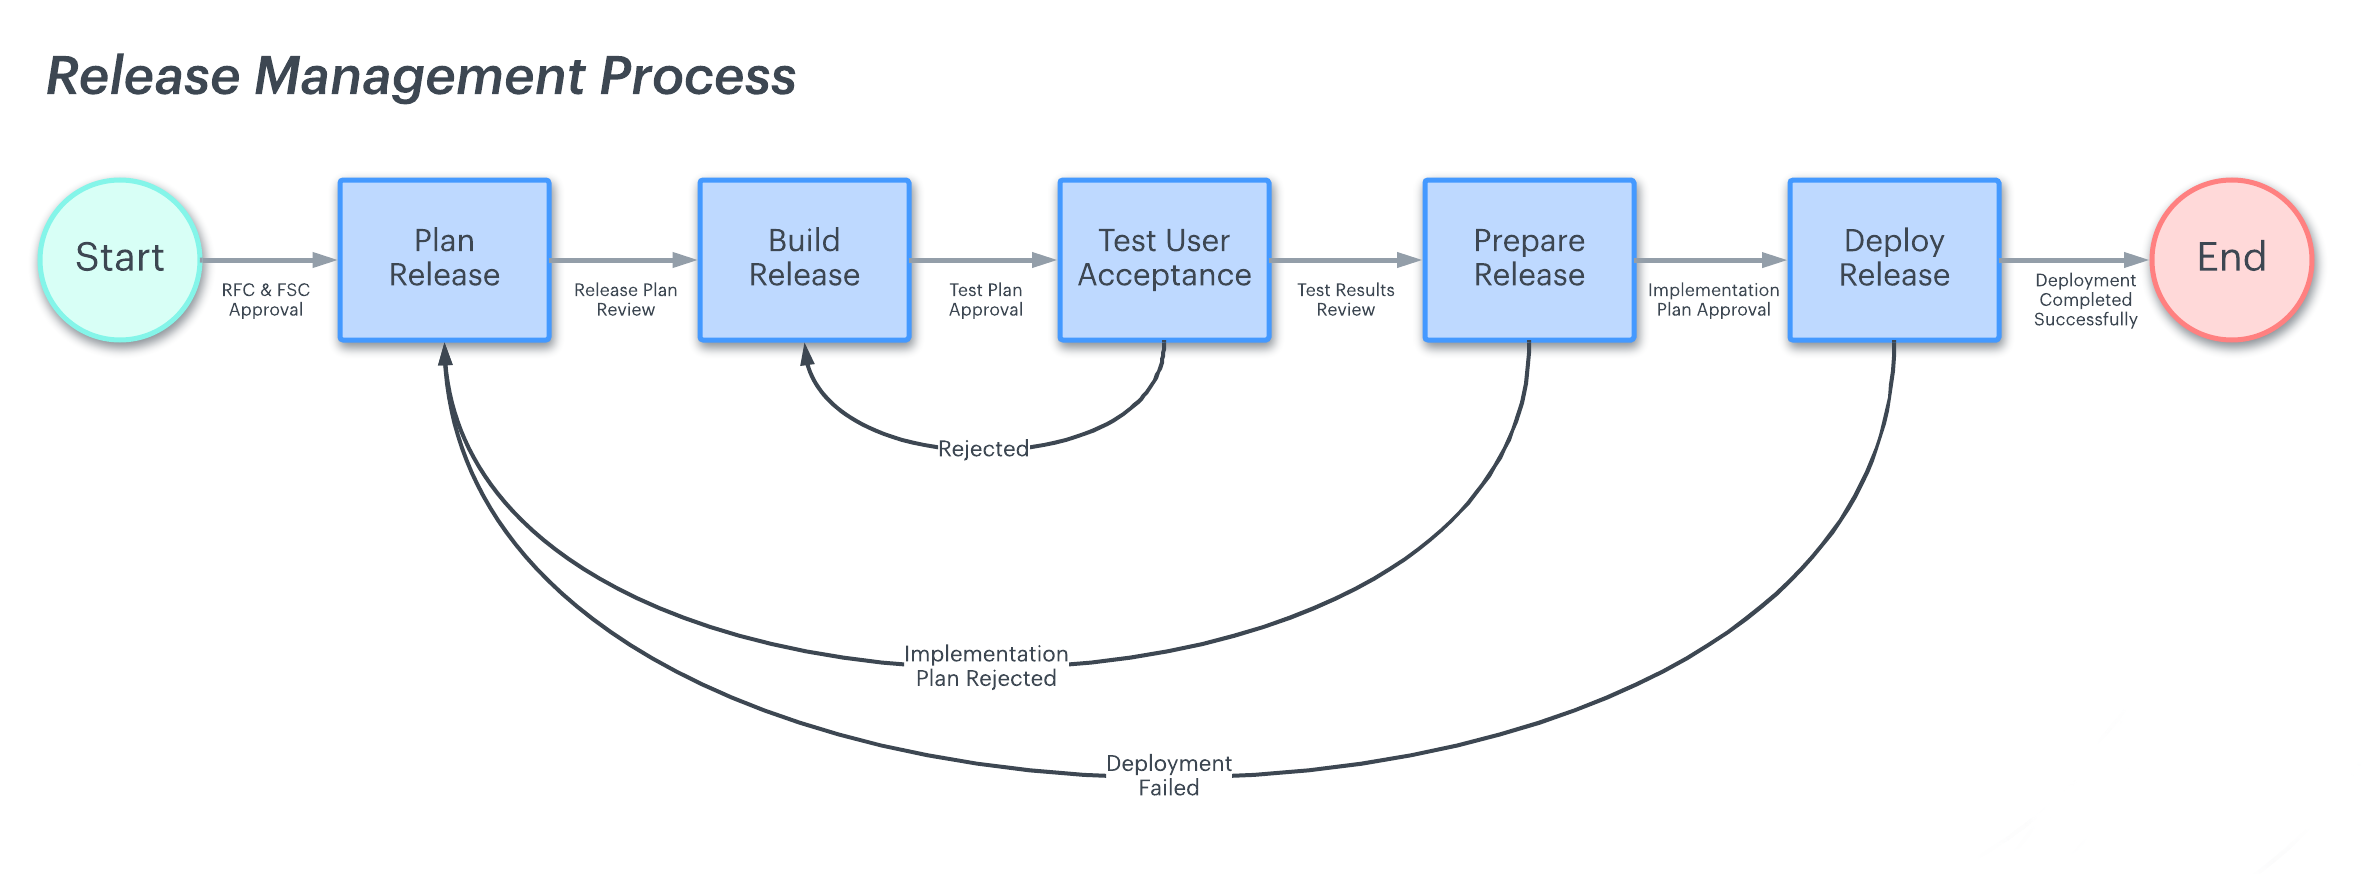 Release Management Process
Start
RFC & FSC
Approval
Plan
Release
Release Plan
Review
Build
Release
Test Plan
Approval
Test User
Acceptance
Test Results
Review
Prepare
Release
Implementation
Plan Approval
Deploy
Release
Deployment
Completed
Successfully
End
Rejected
Implementation
Plan Rejected
Deployment
Failed